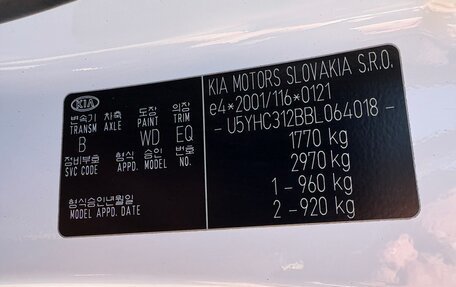 KIA
변속기 차축 도장 의장
TRANSM AXLE PAINT TRIM
B WD EQ
장비부호 형식 승인 번호
SVC CODE APPD. MODEL NO.
형식승인년월일
MODEL APPD. DATE
KIA MOTORS SLOVAKIA S.R.O.
e4*2001/116*0121
-U5YHC312BBL064018-
1770 kg
2970 kg
1-960 kg
2-920 kg